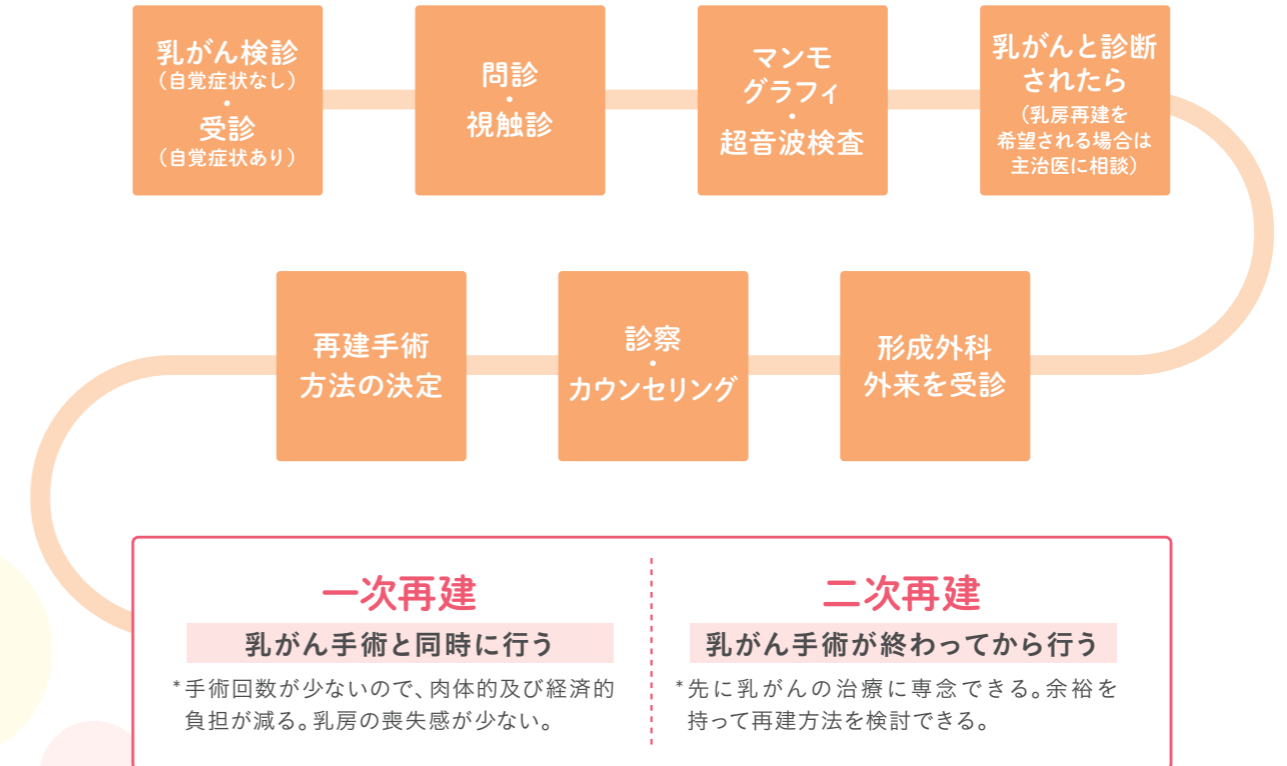 乳がん検診
（自覚症状なし）
・
受診
（自覚症状あり）
問診
・
視触診
マンモ
グラフィ
・
超音波検査
乳がんと診断
されたら
（乳房再建を
希望される場合は
主治医に相談）
形成外科
外来を受診
診察
・
カウンセリング
再建手術
方法の決定
一次再建
乳がん手術と同時に行う
*手術回数が少ないので、肉体的及び経済的
負担が減る。乳房の喪失感が少ない。
二次再建
乳がん手術が終わってから行う
*先に乳がんの治療に専念できる。余裕を
持って再建方法を検討できる。